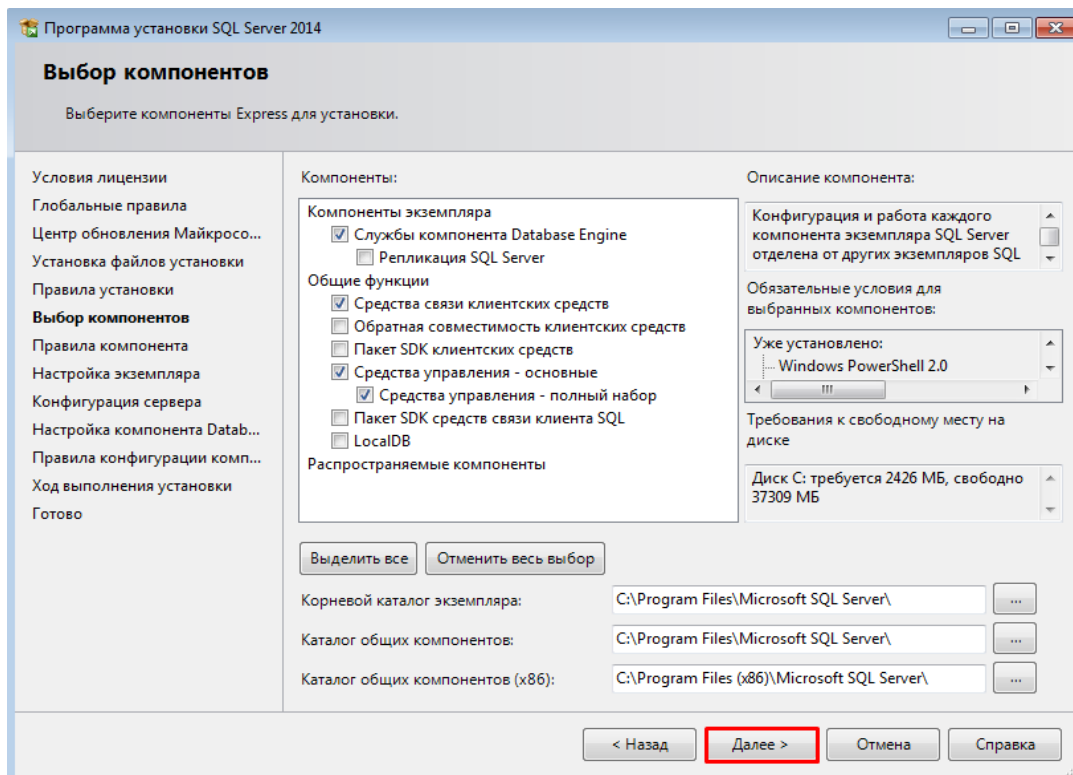 Программа установки SQL Server 2014
Выбор компонентов
Выберите компоненты Express для установки.
Условия лицензии
Глобальные правила
Центр обновления Майкросо...
Установка файлов установки
Правила установки
Выбор компонентов
Правила компонента
Настройка экземпляра
Конфигурация сервера
Настройка компонента Datab...
Правила конфигурации комп...
Ход выполнения установки
Готово
Компоненты:
Компоненты экземпляра
Службы компонента Database Engine
Репликация SQL Server
Общие функции
Средства связи клиентских средств
Обратная совместимость клиентских средств
Пакет SDK клиентских средств
Средства управления - основные
Средства управления - полный набор
Пакет SDK средств связи клиента SQL
LocalDB
Распространяемые компоненты
Описание компонента:
Конфигурация и работа каждого
компонента экземпляра SQL Server
отделена от других экземпляров SQL
Обязательные условия для
выбранных компонентов:
Уже установлено:
Windows PowerShell 2.0
Требования к свободному месту на
диске
Диск C: требуется 2426 МБ, свободно
37309 МБ
Выделить все
Отменить весь выбор
Корневой каталог экземпляра:
C:\Program Files\Microsoft SQL Server\
...
Каталог общих компонентов:
C:\Program Files\Microsoft SQL Server\
...
Каталог общих компонентов (x86):
C:\Program Files (x86)\Microsoft SQL Server\
...
< Назад
Далее >
Отмена
Справка